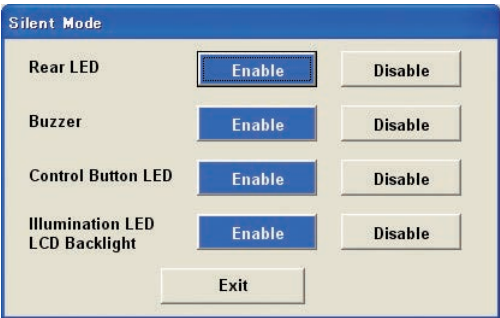 Silent Mode
Rear LED Enable Disable
Buzzer Enable Disable
Control Button LED Enable Disable
Illumination LED
LCD Backlight Enable Disable
Exit